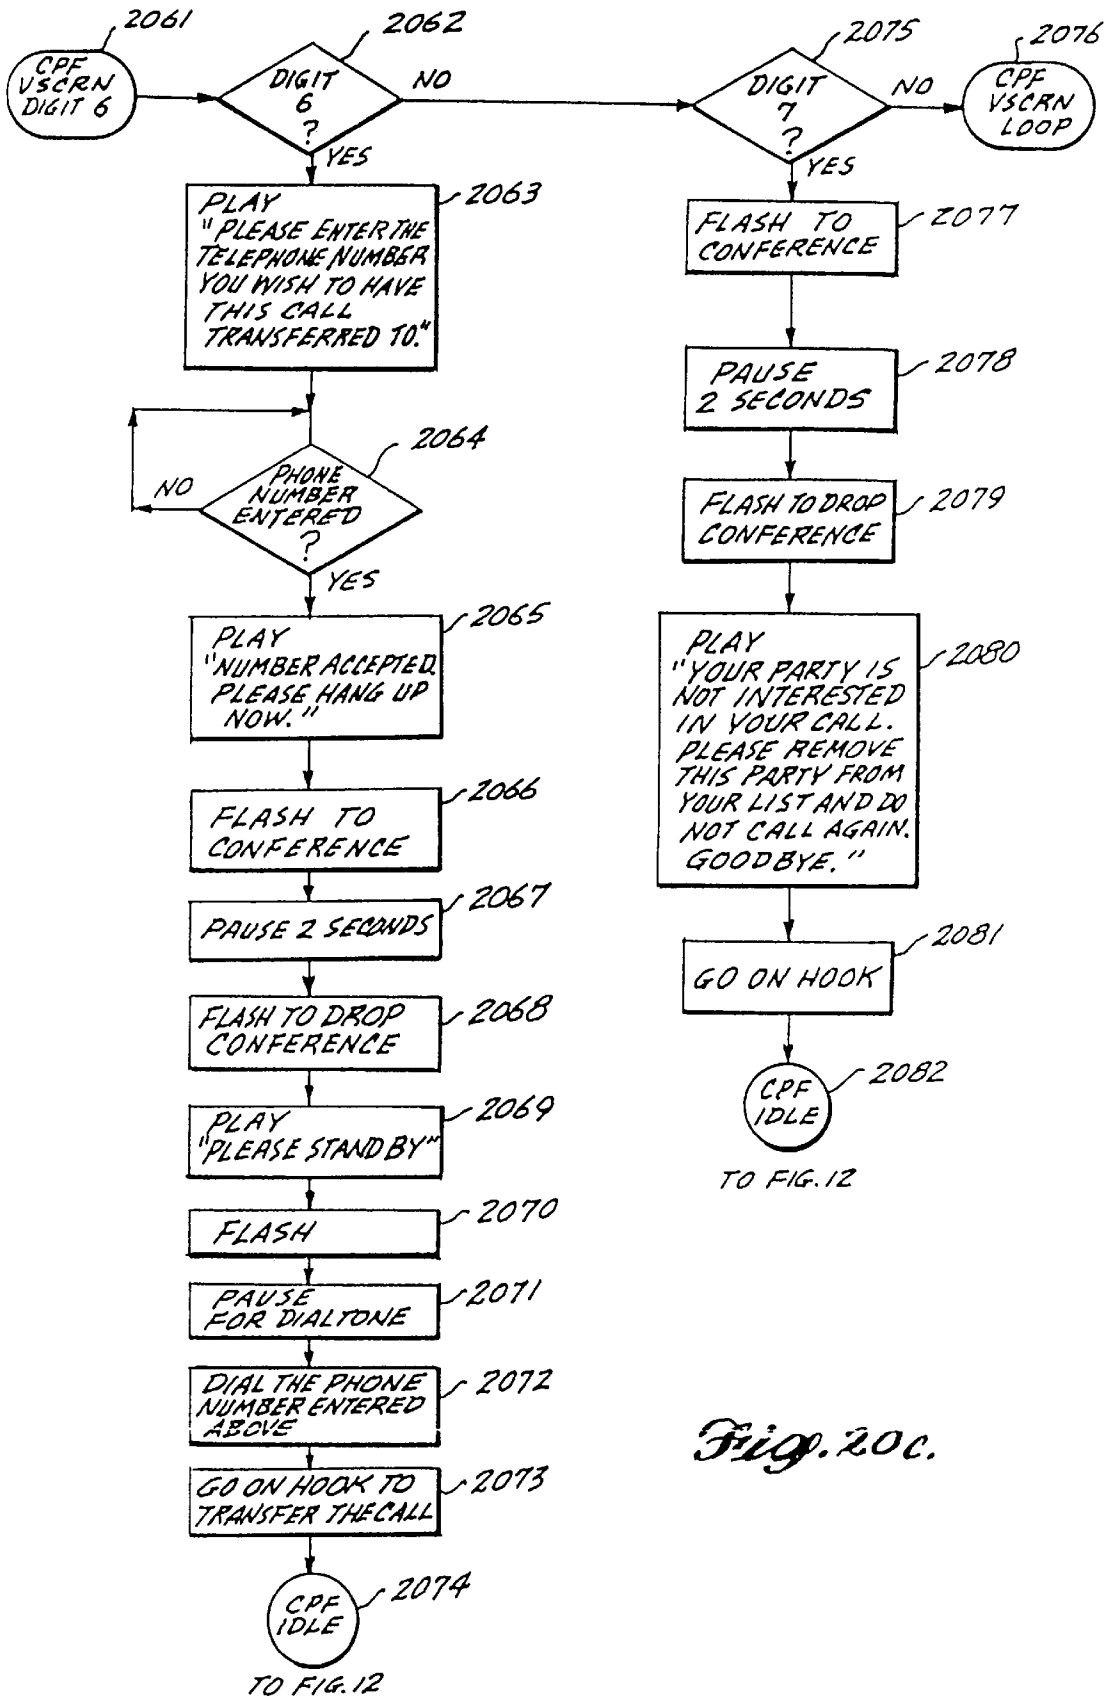 2061
CPF
VSCRN
DIGIT 6
2062
DIGIT
6
?
NO
YES
2075
DIGIT
7
?
NO
YES
2076
CPF
VSCRN
LOOP
2063
PLAY
"PLEASE ENTER THE
TELEPHONE NUMBER
YOU WISH TO HAVE
THIS CALL
TRANSFERRED TO."
2064
PHONE
NUMBER
ENTERED
?
NO
YES
2065
PLAY
"NUMBER ACCEPTED.
PLEASE HANG UP
NOW."
2066
FLASH TO
CONFERENCE
2067
PAUSE 2 SECONDS
2068
FLASH TO DROP
CONFERENCE
2069
PLAY
"PLEASE STAND BY"
2070
FLASH
2071
PAUSE
FOR DIALTONE
2072
DIAL THE PHONE
NUMBER ENTERED
ABOVE
2073
GO ON HOOK TO
TRANSFER THE CALL
2074
CPF
IDLE
TO FIG. 12
2077
FLASH TO
CONFERENCE
2078
PAUSE
2 SECONDS
2079
FLASH TO DROP
CONFERENCE
2080
PLAY
"YOUR PARTY IS
NOT INTERESTED
IN YOUR CALL.
PLEASE REMOVE
THIS PARTY FROM
YOUR LIST AND DO
NOT CALL AGAIN.
GOODBYE."
2081
GO ON HOOK
2082
CPF
IDLE
TO FIG. 12
Fig. 20c.